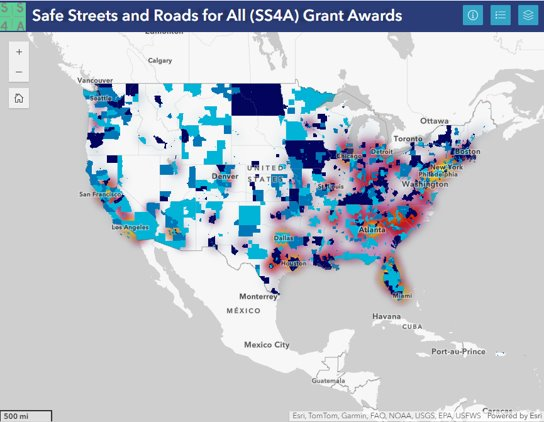 S S
4 A
Safe Streets and Roads for All (SS4A) Grant Awards
Edmonton
Calgary
Vancouver
Seattle
Ottawa
Toronto
Boston
Detroit
Chicago
New York
Philadelphia
Washington
UNITED
STATES
Denver
St Louis
San Francisco
Los Angeles
Atlanta
Dallas
Houston
Miami
Monterrey
MÉXICO
Havana
CUBA
Mexico City
Port-au-Prince
Guatemala
Caracas
500 mi
Esri, TomTom, Garmin, FAO, NOAA, USGS, EPA, USFWS Powered by Esri